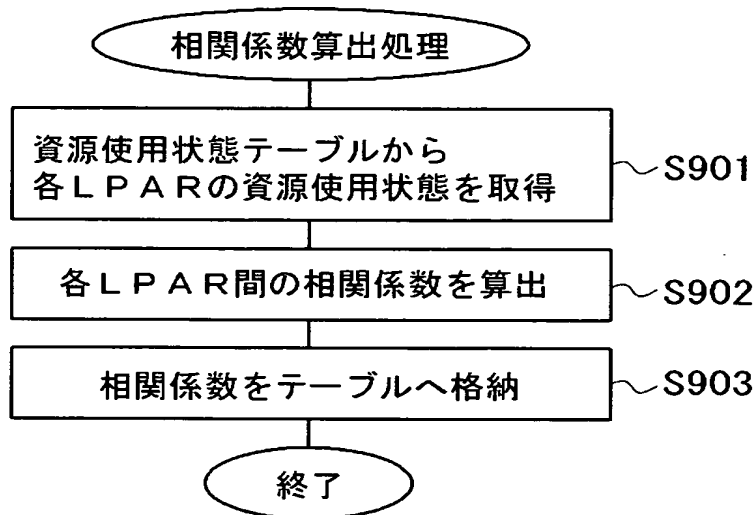 相関係数算出処理
資源使用状態テーブルから
各LPARの資源使用状態を取得
S901
各LPAR間の相関係数を算出
S902
相関係数をテーブルへ格納
S903
終了